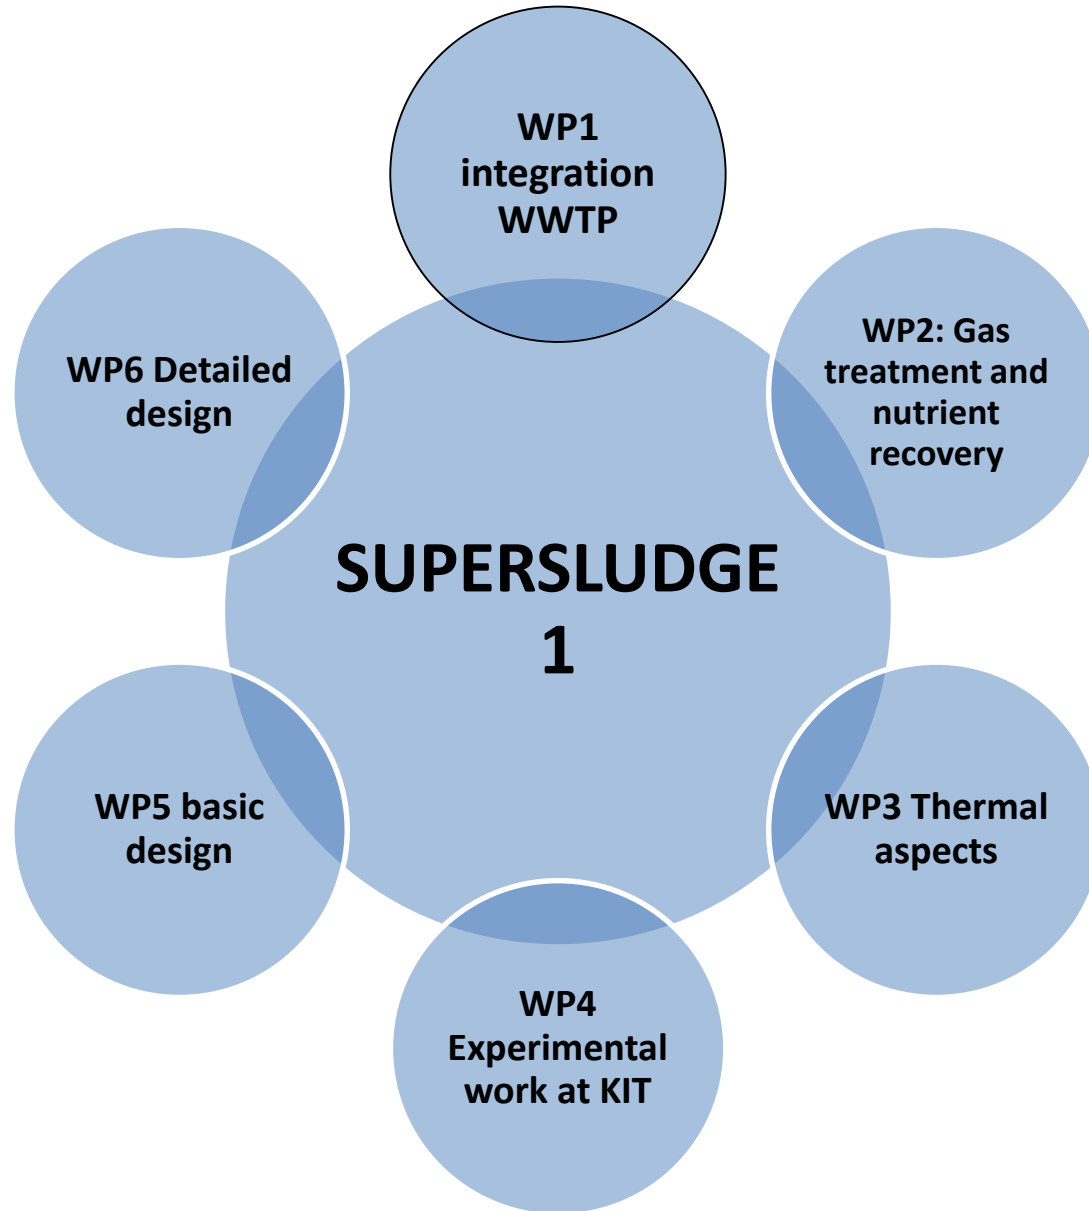 WP1
integration
WWTP
WP2: Gas
treatment and
nutrient
recovery
WP6 Detailed
design
SUPERSLUDGE
1
WP3 Thermal
aspects
WP5 basic
design
WP4
Experimental
work at KIT